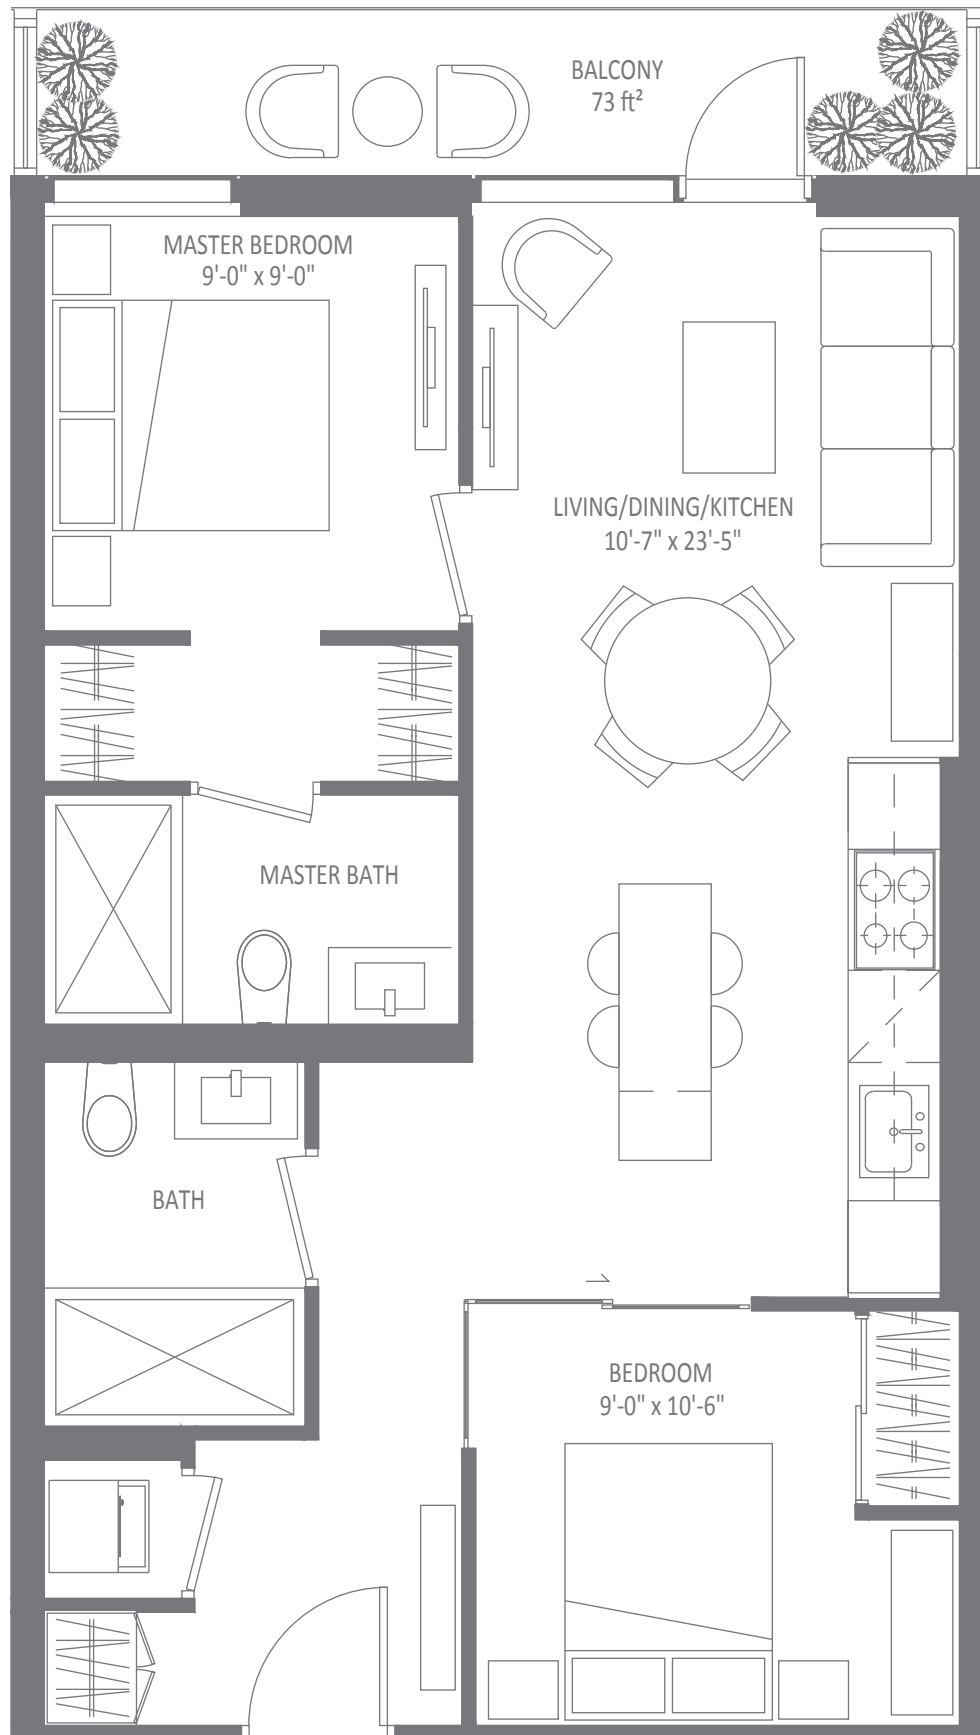 BALCONY
73 ft²
MASTER BEDROOM
9'-0" x 9'-0"
LIVING/DINING/KITCHEN
10'-7" x 23'-5"
MASTER BATH
BATH
BEDROOM
9'-0" x 10'-6"